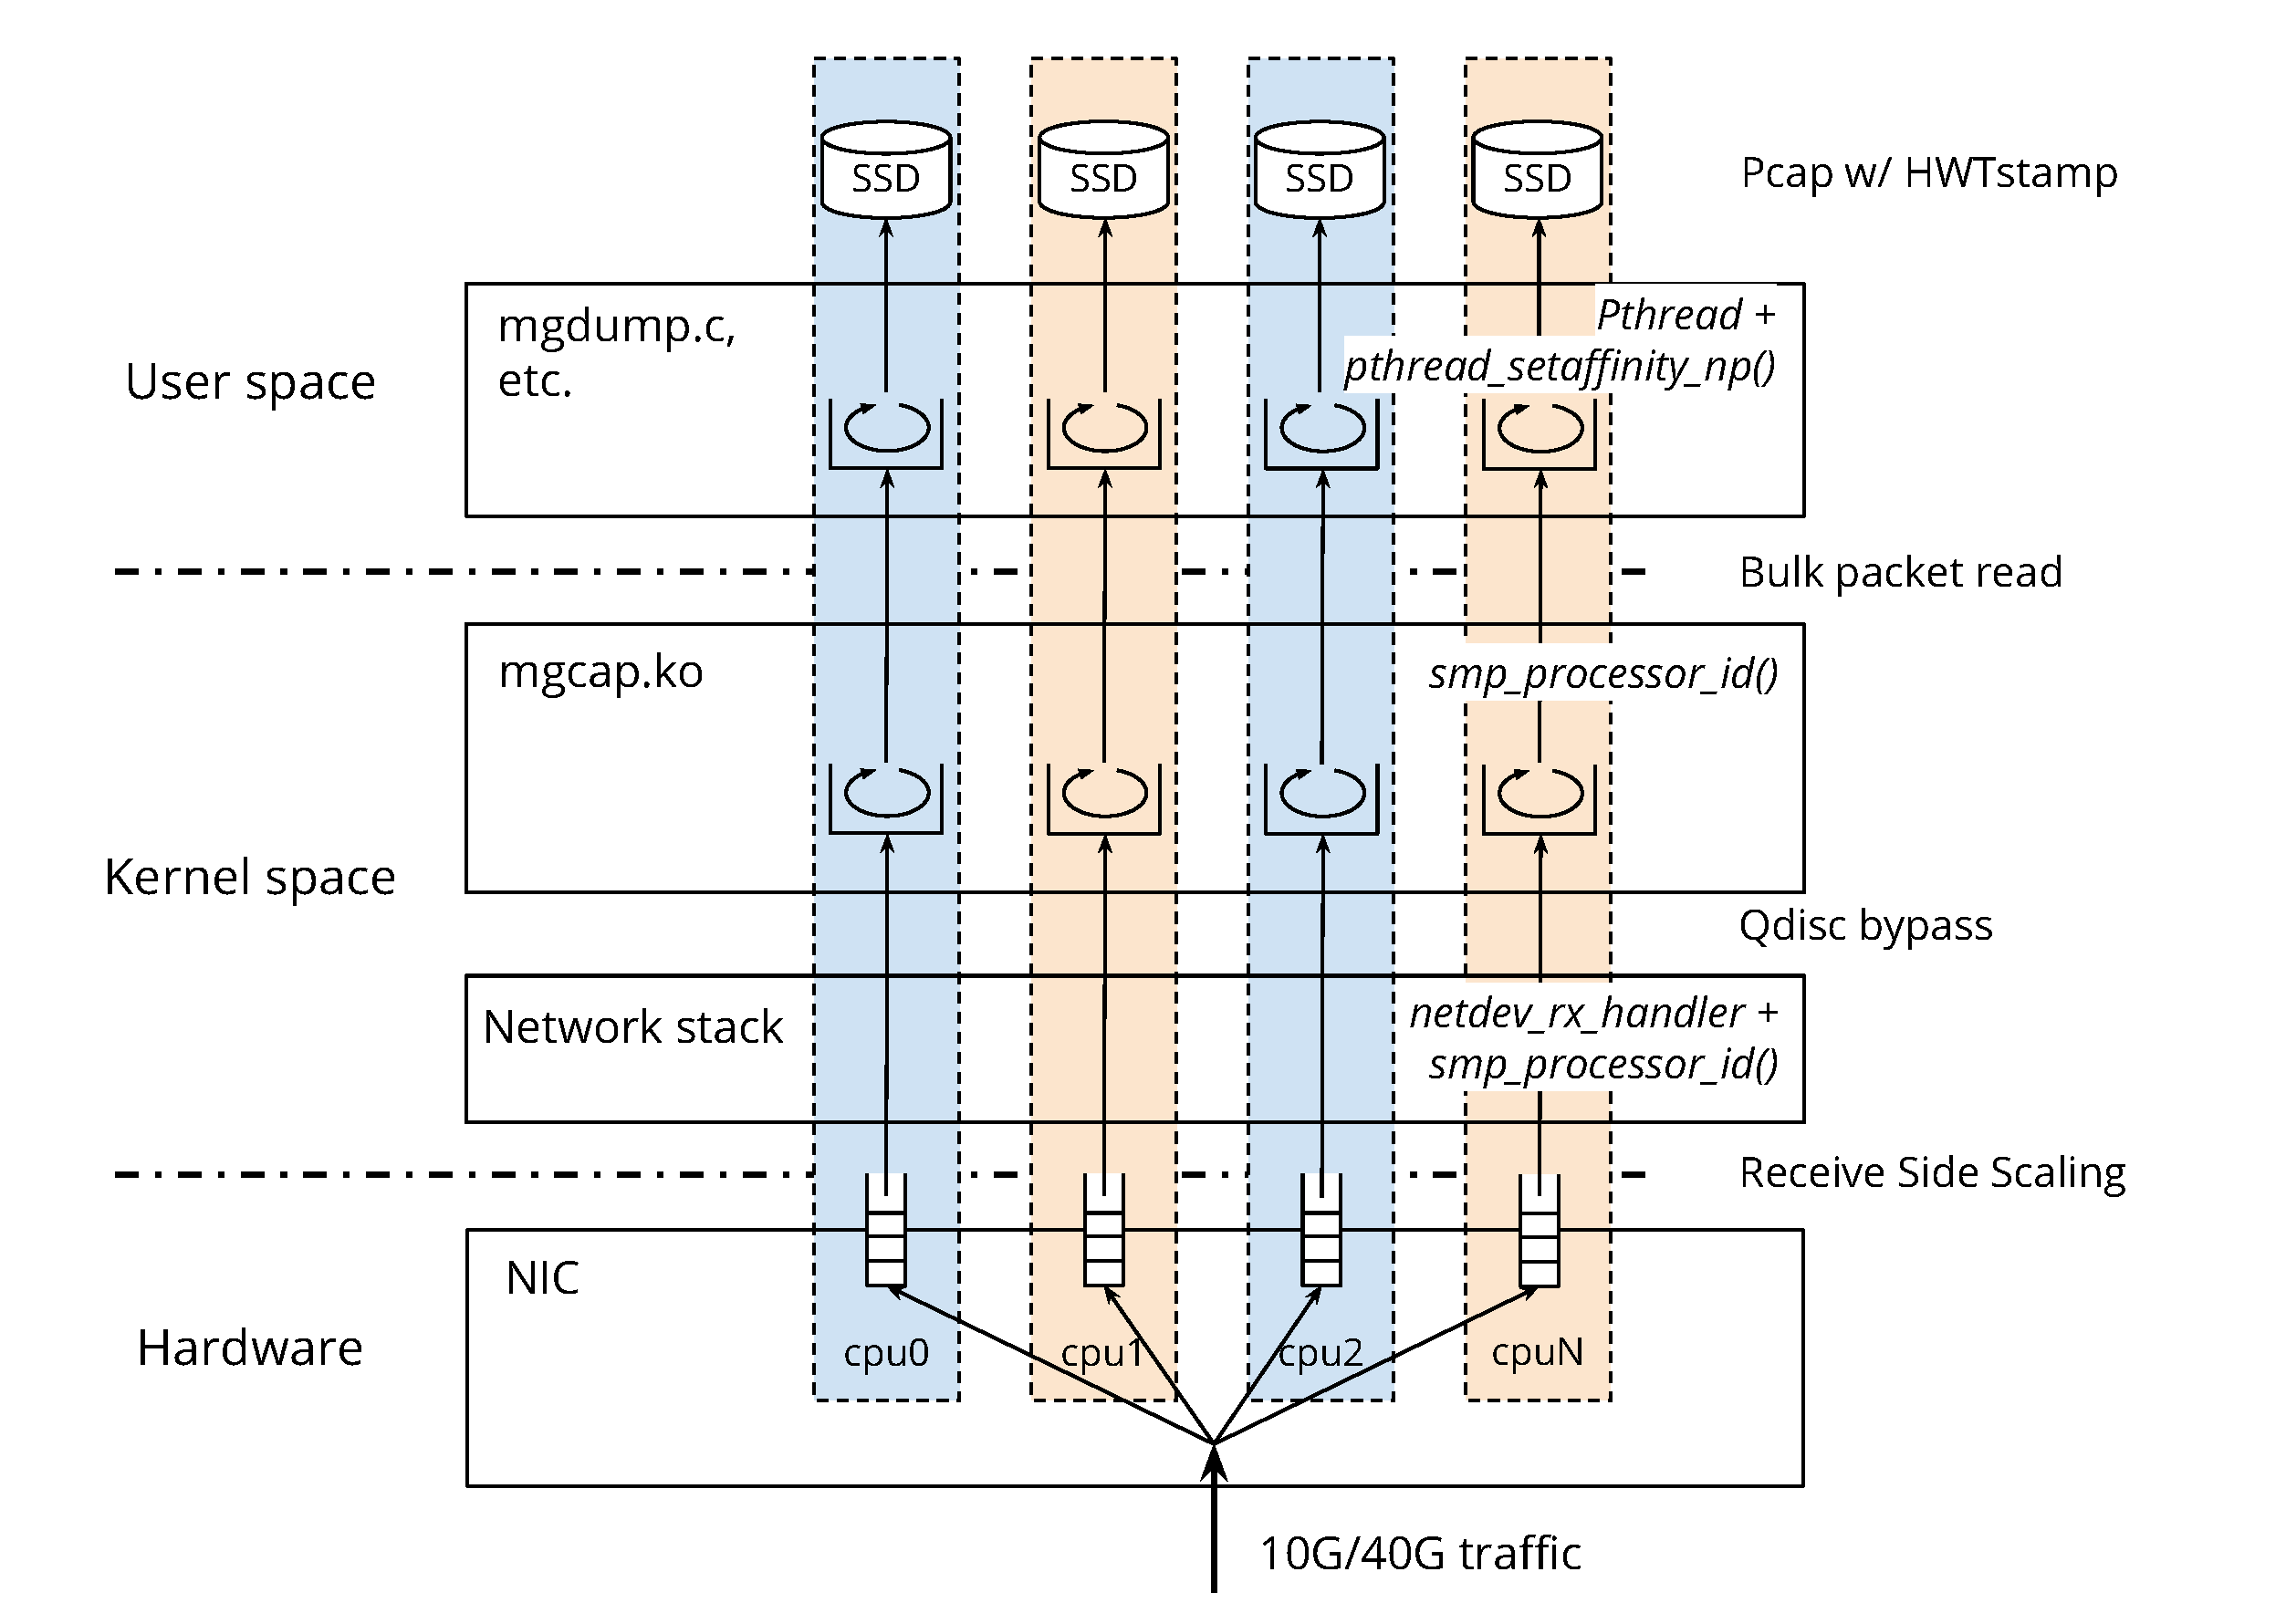 SSD
SSD
SSD
SSD
Pcap w/ HWTstamp
User space
mgdump.c,
etc.
Pthread +
pthread_setaffinity_np()
Bulk packet read
mgcap.ko
smp_processor_id()
Kernel space
Qdisc bypass
Network stack
netdev_rx_handler +
smp_processor_id()
Receive Side Scaling
NIC
Hardware
cpu0
cpu1
cpu2
cpuN
10G/40G traffic